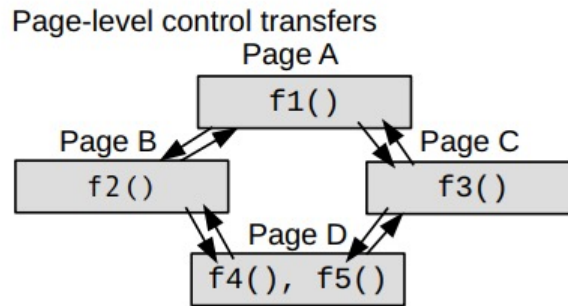 Page-level control transfers
Page A
f1()
Page B
Page C
f2()
f3()
Page D
f4(), f5()